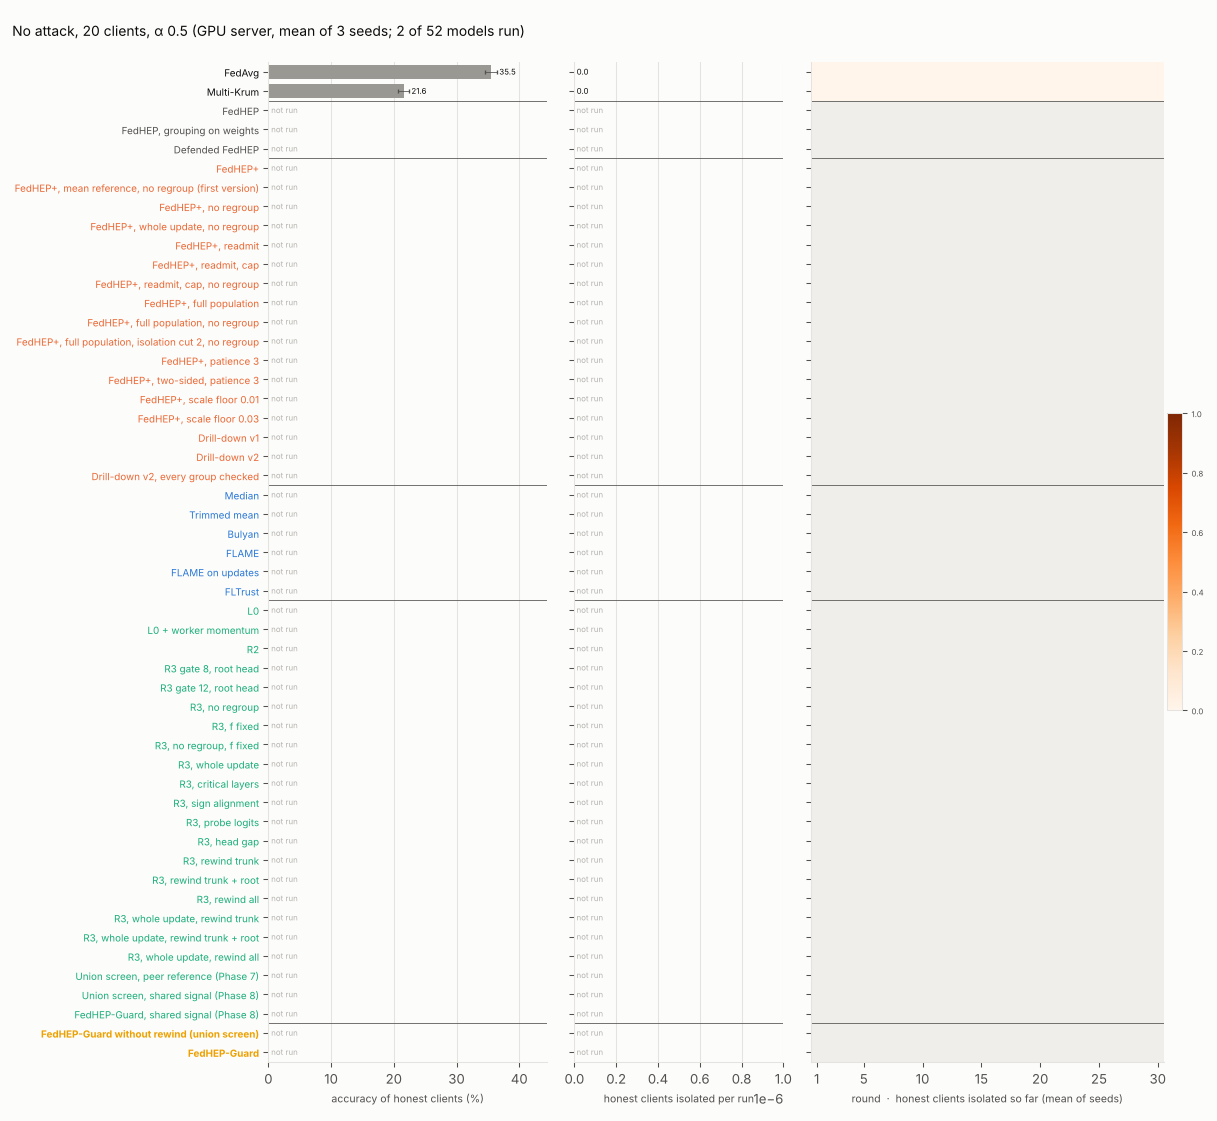 No attack, 20 clients, α 0.5 (GPU server, mean of 3 seeds; 2 of 52 models run)
FedAvg 35.5 0.0
Multi-Krum 21.6 0.0
FedHEP not run not run
FedHEP, grouping on weights not run not run
Defended FedHEP not run not run
FedHEP+ not run not run
FedHEP+, mean reference, no regroup (first version) not run not run
FedHEP+, no regroup not run not run
FedHEP+, whole update, no regroup not run not run
FedHEP+, readmit not run not run
FedHEP+, readmit, cap not run not run
FedHEP+, readmit, cap, no regroup not run not run
FedHEP+, full population not run not run
FedHEP+, full population, no regroup not run not run
FedHEP+, full population, isolation cut 2, no regroup not run not run
FedHEP+, patience 3 not run not run
FedHEP+, two-sided, patience 3 not run not run
FedHEP+, scale floor 0.01 not run not run
FedHEP+, scale floor 0.03 not run not run
Drill-down v1 not run not run
Drill-down v2 not run not run
Drill-down v2, every group checked not run not run
Median not run not run
Trimmed mean not run not run
Bulyan not run not run
FLAME not run not run
FLAME on updates not run not run
FLTrust not run not run
L0 not run not run
L0 + worker momentum not run not run
R2 not run not run
R3 gate 8, root head not run not run
R3 gate 12, root head not run not run
R3, no regroup not run not run
R3, f fixed not run not run
R3, no regroup, f fixed not run not run
R3, whole update not run not run
R3, critical layers not run not run
R3, sign alignment not run not run
R3, probe logits not run not run
R3, head gap not run not run
R3, rewind trunk not run not run
R3, rewind trunk + root not run not run
R3, rewind all not run not run
R3, whole update, rewind trunk not run not run
R3, whole update, rewind trunk + root not run not run
R3, whole update, rewind all not run not run
Union screen, peer reference (Phase 7) not run not run
Union screen, shared signal (Phase 8) not run not run
FedHEP-Guard, shared signal (Phase 8) not run not run
FedHEP-Guard without rewind (union screen) not run not run
FedHEP-Guard not run not run
0 10 20 30 40
accuracy of honest clients (%)
0.0 0.2 0.4 0.6 0.8 1.0
honest clients isolated per run
1e−6
1 5 10 15 20 25 30
round · honest clients isolated so far (mean of seeds)
1.0
0.8
0.6
0.4
0.2
0.0